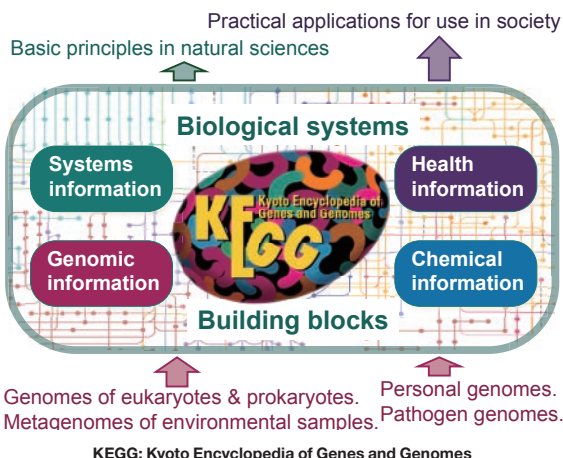 Practical applications for use in society
Basic principles in natural sciences
Biological systems
Systems
information
Health
information
Kyoto Encyclopedia of
Genes and Genomes
KEGG
Genomic
information
Chemical
information
Building blocks
Genomes of eukaryotes & prokaryotes.
Metagenomes of environmental samples.
Personal genomes.
Pathogen genomes.
KEGG: Kyoto Encyclopedia of Genes and Genomes